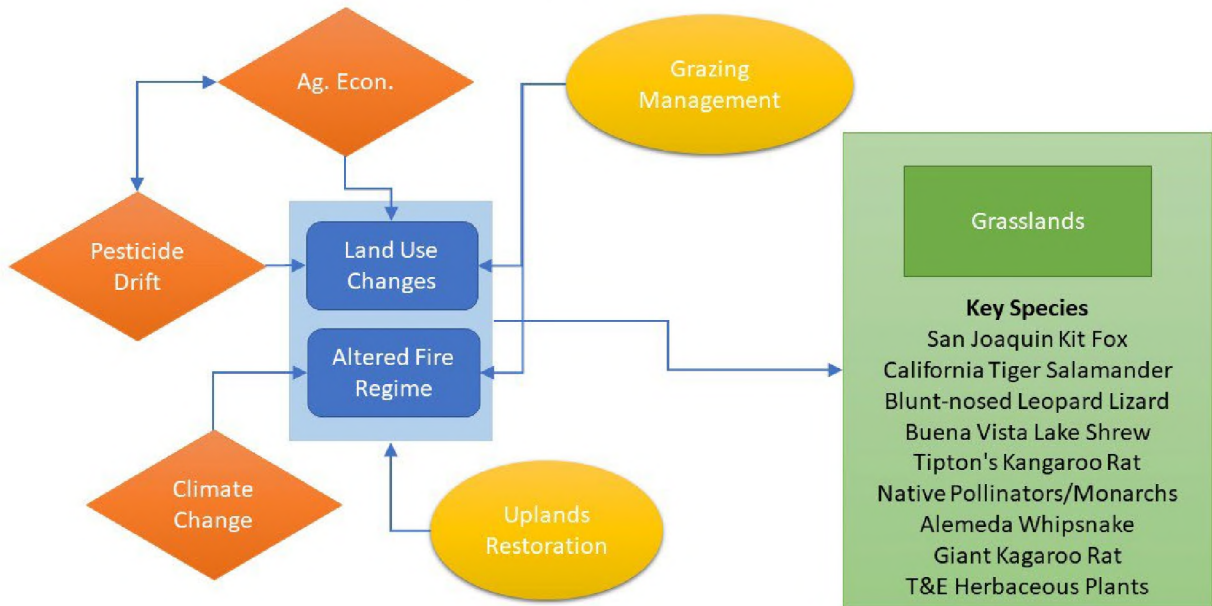 Ag. Econ.
Grazing
Management
Pesticide
Drift
Land Use
Changes
Altered Fire
Regime
Climate
Change
Uplands
Restoration
Grasslands
Key Species
San Joaquin Kit Fox
California Tiger Salamander
Blunt-nosed Leopard Lizard
Buena Vista Lake Shrew
Tipton's Kangaroo Rat
Native Pollinators/Monarchs
Alemeda Whipsnake
Giant Kagaroo Rat
T&E Herbaceous Plants